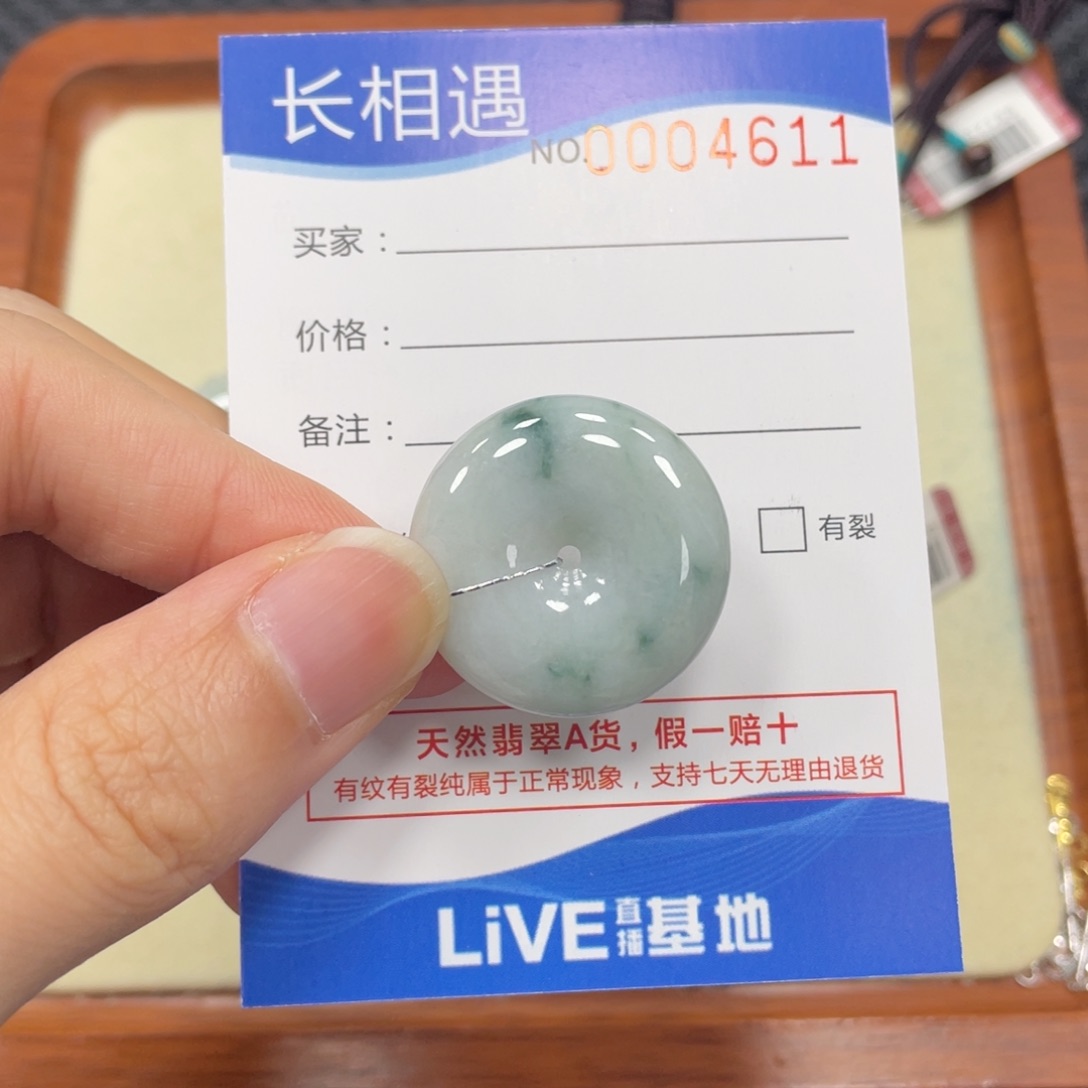 长相遇
NO.0004611
买家：
价格：
备注：
有裂
天然翡翠A货，假一赔十
有纹有裂纯属于正常现象，支持七天无理由退货
LiVE直播基地